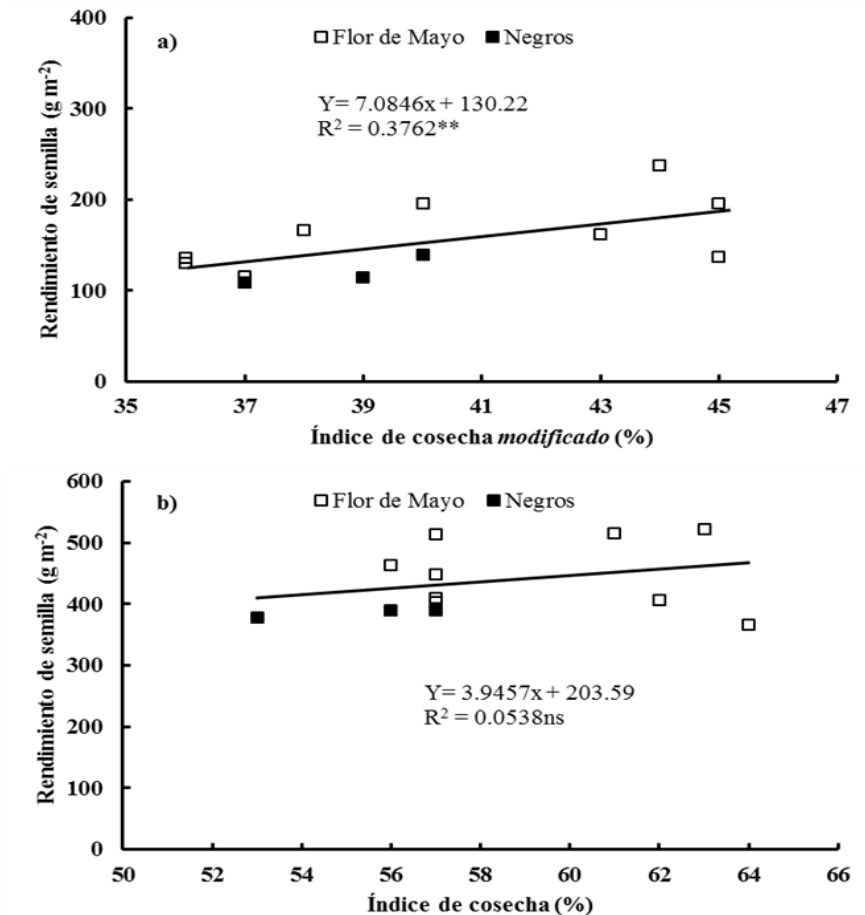 a)
□ Flor de Mayo ■ Negros
Y= 7.0846x + 130.22
R² = 0.3762**
Rendimiento de semilla (g m⁻²)
400
300
200
100
0
35 37 39 41 43 45 47
Índice de cosecha modificado (%)
b)
□ Flor de Mayo ■ Negros
Y= 3.9457x + 203.59
R² = 0.0538ns
Rendimiento de semilla (g m⁻²)
600
500
400
300
200
100
0
50 52 54 56 58 60 62 64 66
Índice de cosecha (%)